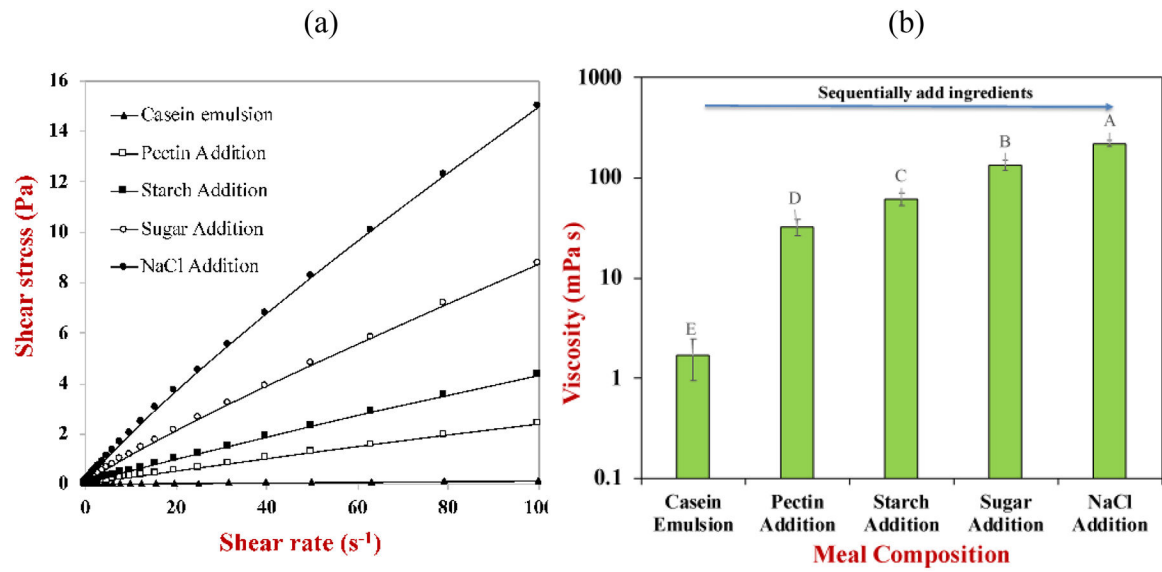 (a)
16
14
12
10
8
6
4
2
0
Shear stress (Pa)
Casein emulsion
Pectin Addition
Starch Addition
Sugar Addition
NaCl Addition
0 20 40 60 80 100
Shear rate (s-1)
(b)
1000
100
10
1
0.1
Viscosity (mPa s)
Sequentially add ingredients
E D C B A
Casein Pectin Starch Sugar NaCl
Emulsion Addition Addition Addition Addition
Meal Composition